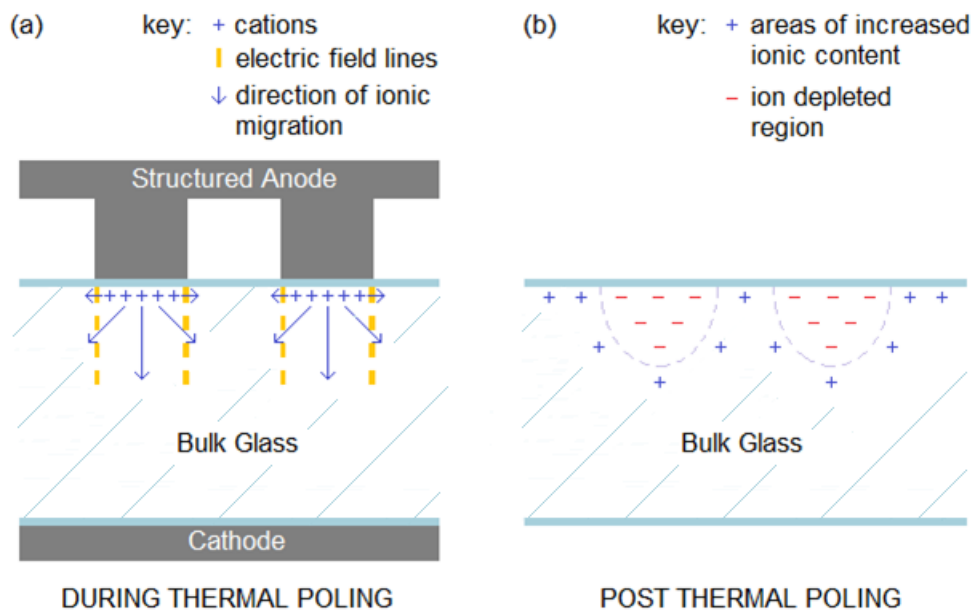 (a) key: + cations
electric field lines
direction of ionic
migration
Structured Anode
+ + + + + + + + + +
Bulk Glass
Cathode
DURING THERMAL POLING
(b) key: + areas of increased
ionic content
− ion depleted
region
+ + − − − + − − − + +
+ − − + − − +
− −
+ +
Bulk Glass
POST THERMAL POLING